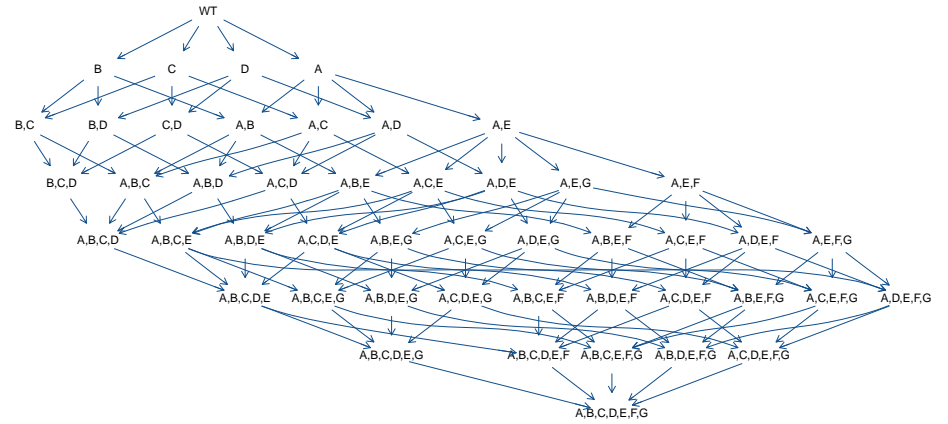 WT
B C D A
B,C B,D C,D A,B A,C A,D A,E
B,C,D A,B,C A,B,D A,C,D A,B,E A,C,E A,D,E A,E,G A,E,F
A,B,C,D A,B,C,E A,B,D,E A,C,D,E A,B,E,G A,C,E,G A,D,E,G A,B,E,F A,C,E,F A,D,E,F A,E,F,G
A,B,C,D,E A,B,C,E,G A,B,D,E,G A,C,D,E,G A,B,C,E,F A,B,D,E,F A,C,D,E,F A,B,E,F,G A,C,E,F,G A,D,E,F,G
A,B,C,D,E,G A,B,C,D,E,F A,B,C,E,F,G A,B,D,E,F,G A,C,D,E,F,G
A,B,C,D,E,F,G